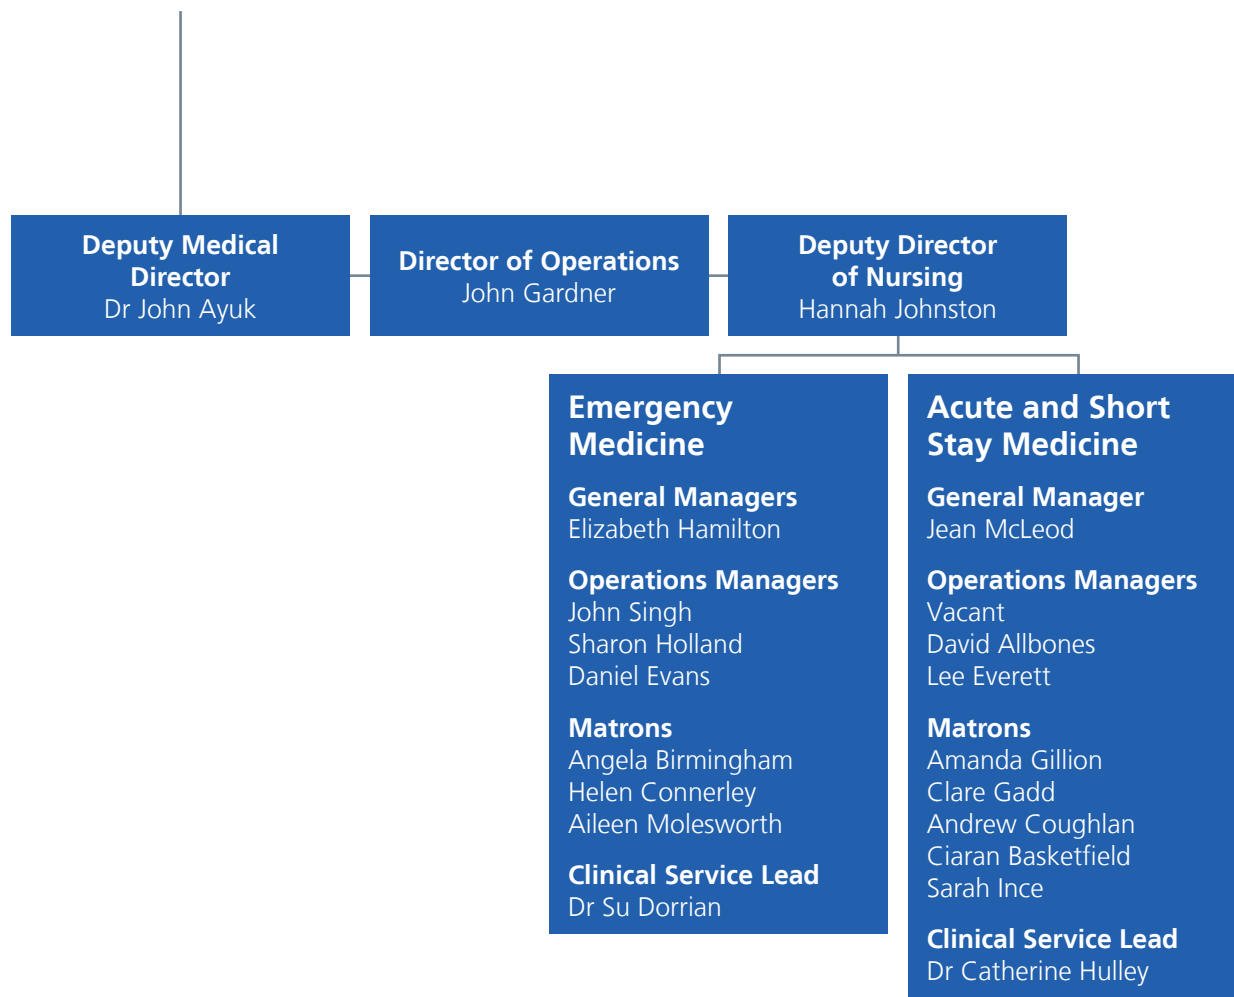 Deputy Medical
Director
Dr John Ayuk
Director of Operations
John Gardner
Deputy Director
of Nursing
Hannah Johnston
Emergency
Medicine
General Managers
Elizabeth Hamilton
Operations Managers
John Singh
Sharon Holland
Daniel Evans
Matrons
Angela Birmingham
Helen Connerley
Aileen Molesworth
Clinical Service Lead
Dr Su Dorrian
Acute and Short
Stay Medicine
General Manager
Jean McLeod
Operations Managers
Vacant
David Allbones
Lee Everett
Matrons
Amanda Gillion
Clare Gadd
Andrew Coughlan
Ciaran Basketfield
Sarah Ince
Clinical Service Lead
Dr Catherine Hulley